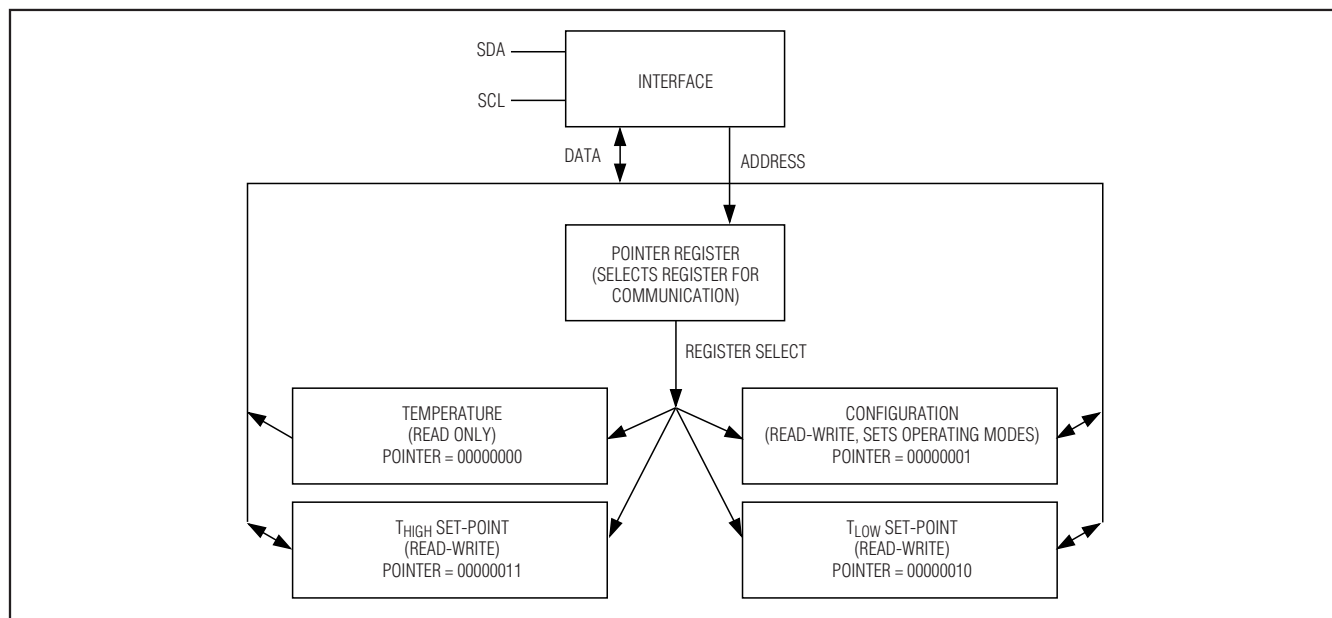 SDA
INTERFACE
SCL
DATA
ADDRESS
POINTER REGISTER
(SELECTS REGISTER FOR
COMMUNICATION)
REGISTER SELECT
TEMPERATURE
(READ ONLY)
POINTER = 00000000
CONFIGURATION
(READ-WRITE, SETS OPERATING MODES)
POINTER = 00000001
THIGH SET-POINT
(READ-WRITE)
POINTER = 00000011
TLOW SET-POINT
(READ-WRITE)
POINTER = 00000010